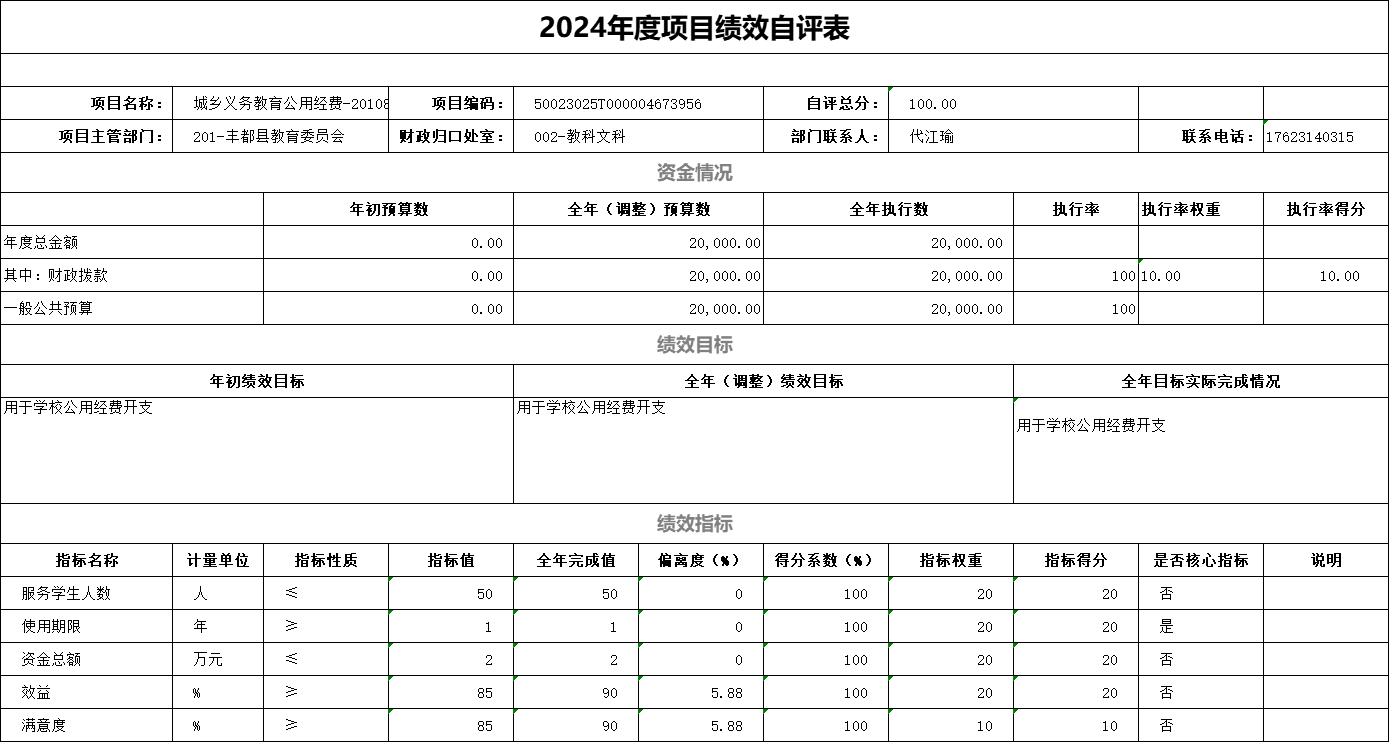 2024年度项目绩效自评表
项目名称： 城乡义务教育公用经费-20108 项目编码： 50023025T000004673956 自评总分： 100.00
项目主管部门： 201-丰都县教育委员会 财政归口处室： 002-教科文科 部门联系人： 代江瑜 联系电话： 17623140315
资金情况
年初预算数 全年（调整）预算数 全年执行数 执行率 执行率权重 执行率得分
年度总金额 0.00 20,000.00 20,000.00
其中：财政拨款 0.00 20,000.00 20,000.00 100 10.00 10.00
一般公共预算 0.00 20,000.00 20,000.00 100
绩效目标
年初绩效目标 全年（调整）绩效目标 全年目标实际完成情况
用于学校公用经费开支 用于学校公用经费开支 用于学校公用经费开支
绩效指标
指标名称 计量单位 指标性质 指标值 全年完成值 偏离度（%） 得分系数（%） 指标权重 指标得分 是否核心指标 说明
服务学生人数 人 ≤ 50 50 0 100 20 20 否
使用期限 年 ≥ 1 1 0 100 20 20 是
资金总额 万元 ≤ 2 2 0 100 20 20 否
效益 % ≥ 85 90 5.88 100 20 20 否
满意度 % ≥ 85 90 5.88 100 10 10 否